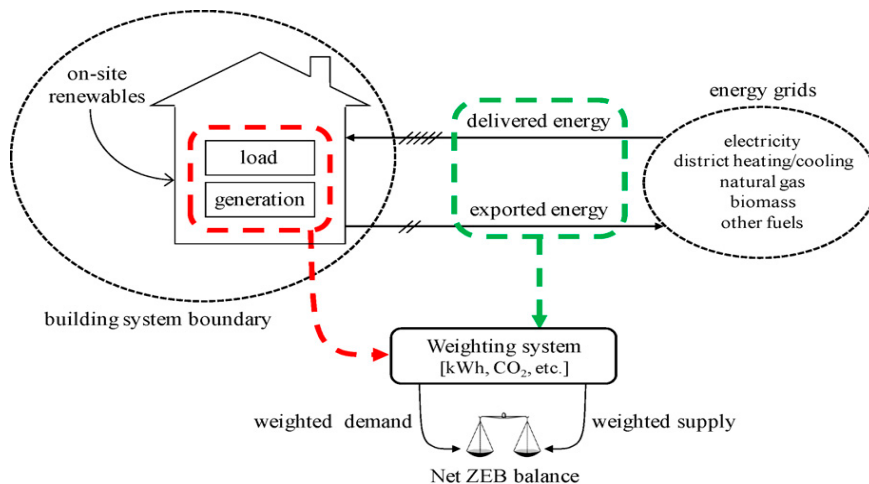 on-site
renewables
energy grids
delivered energy
load
generation
electricity
district heating/cooling
natural gas
biomass
other fuels
exported energy
building system boundary
Weighting system
[kWh, CO₂, etc.]
weighted demand
weighted supply
Net ZEB balance